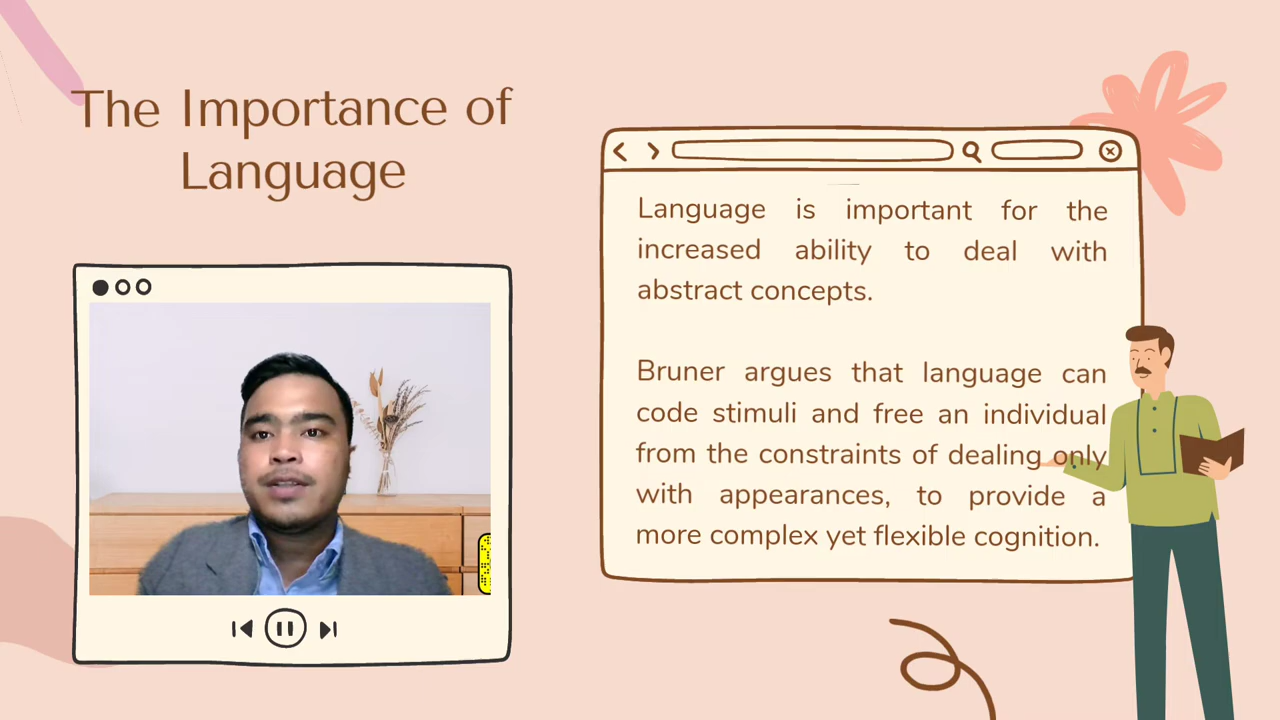 The Importance of
Language
Language is important for the
increased ability to deal with
abstract concepts.
Bruner argues that language can
code stimuli and free an individual
from the constraints of dealing only
with appearances, to provide a
more complex yet flexible cognition.